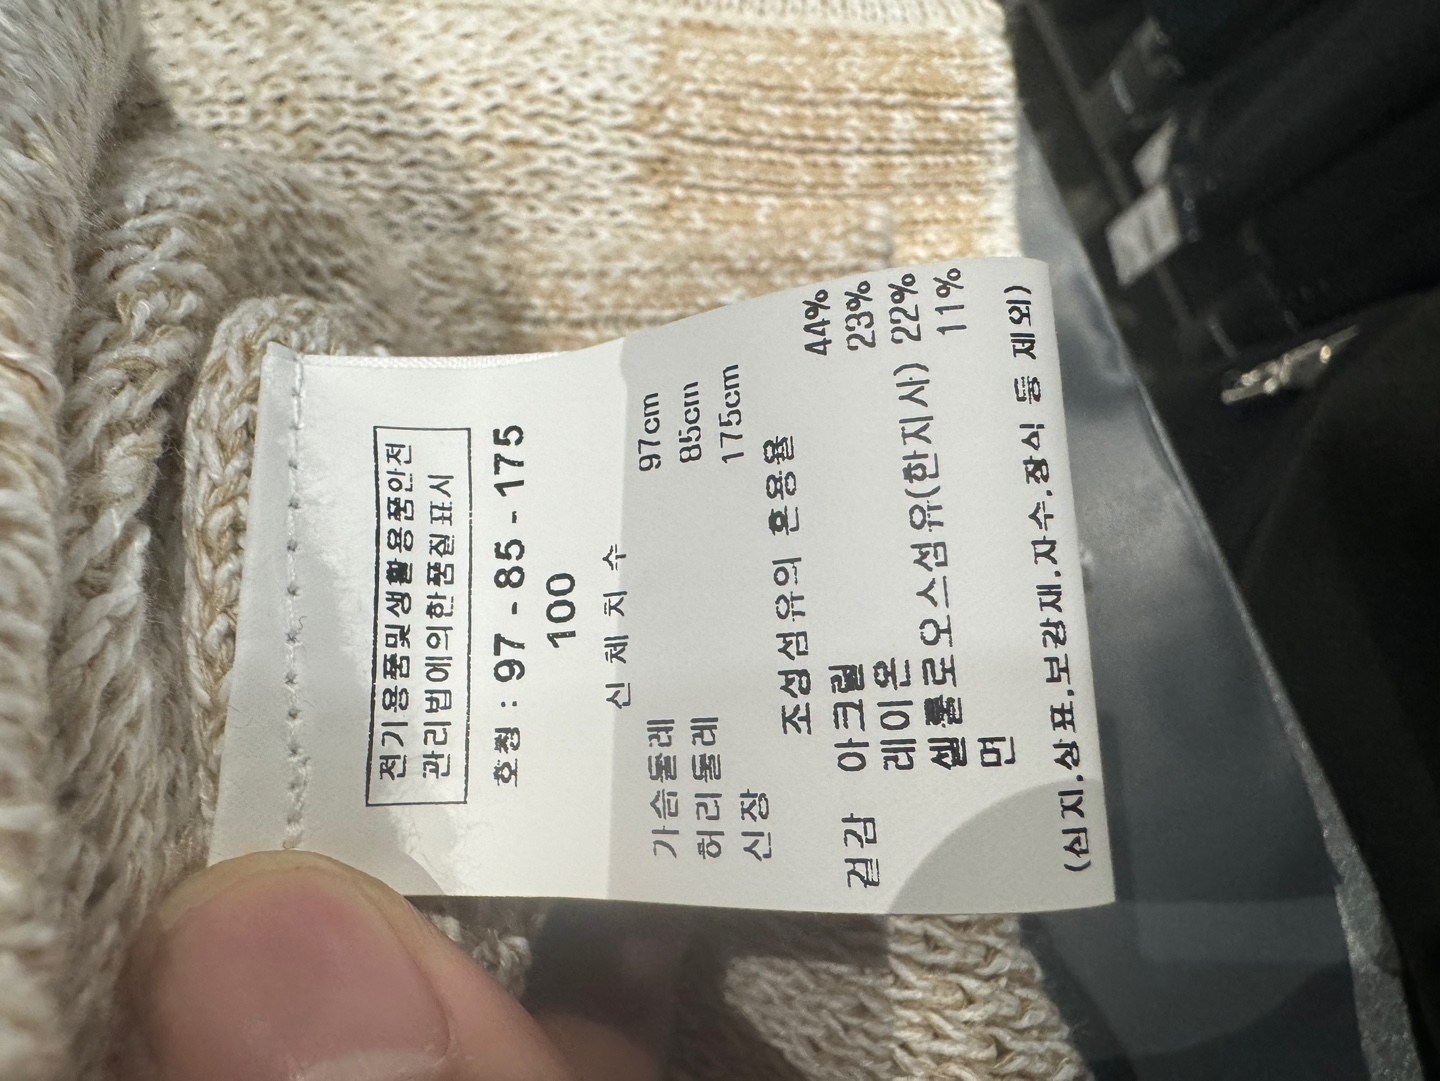 전기용품및생활용품안전
관리법에의한품질표시
호칭 : 97 - 85 - 175
100
신 체 치 수
가슴둘레 97cm
허리둘레 85cm
신장 175cm
조성섬유의 혼용율
겉감 아크릴 44%
레이온 23%
셀룰로오스섬유(한지사) 22%
면 11%
(심지.상표.보강재.자수.장식 등 제외)